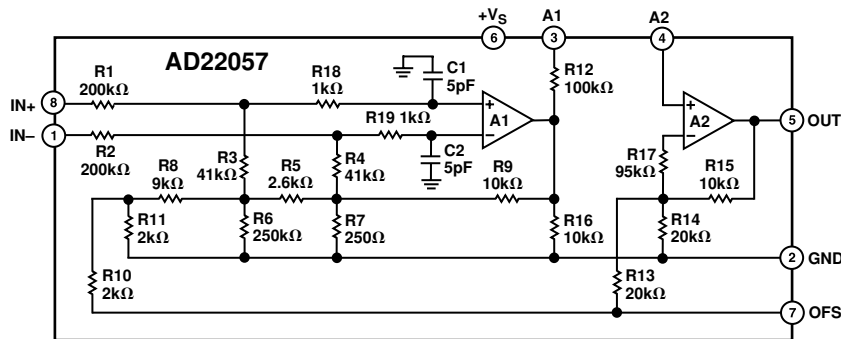 +VS
A1
A2
6
3
4
AD22057
R1
200kΩ
R18
1kΩ
C1
5pF
R12
100kΩ
IN+
8
IN–
1
R19 1kΩ
+
–
A1
+
–
A2
5
OUT
R2
200kΩ
R3
41kΩ
R4
41kΩ
C2
5pF
R17
95kΩ
R15
10kΩ
R8
9kΩ
R5
2.6kΩ
R9
10kΩ
R11
2kΩ
R6
250kΩ
R7
250Ω
R16
10kΩ
R14
20kΩ
2
GND
R10
2kΩ
R13
20kΩ
7
OFS